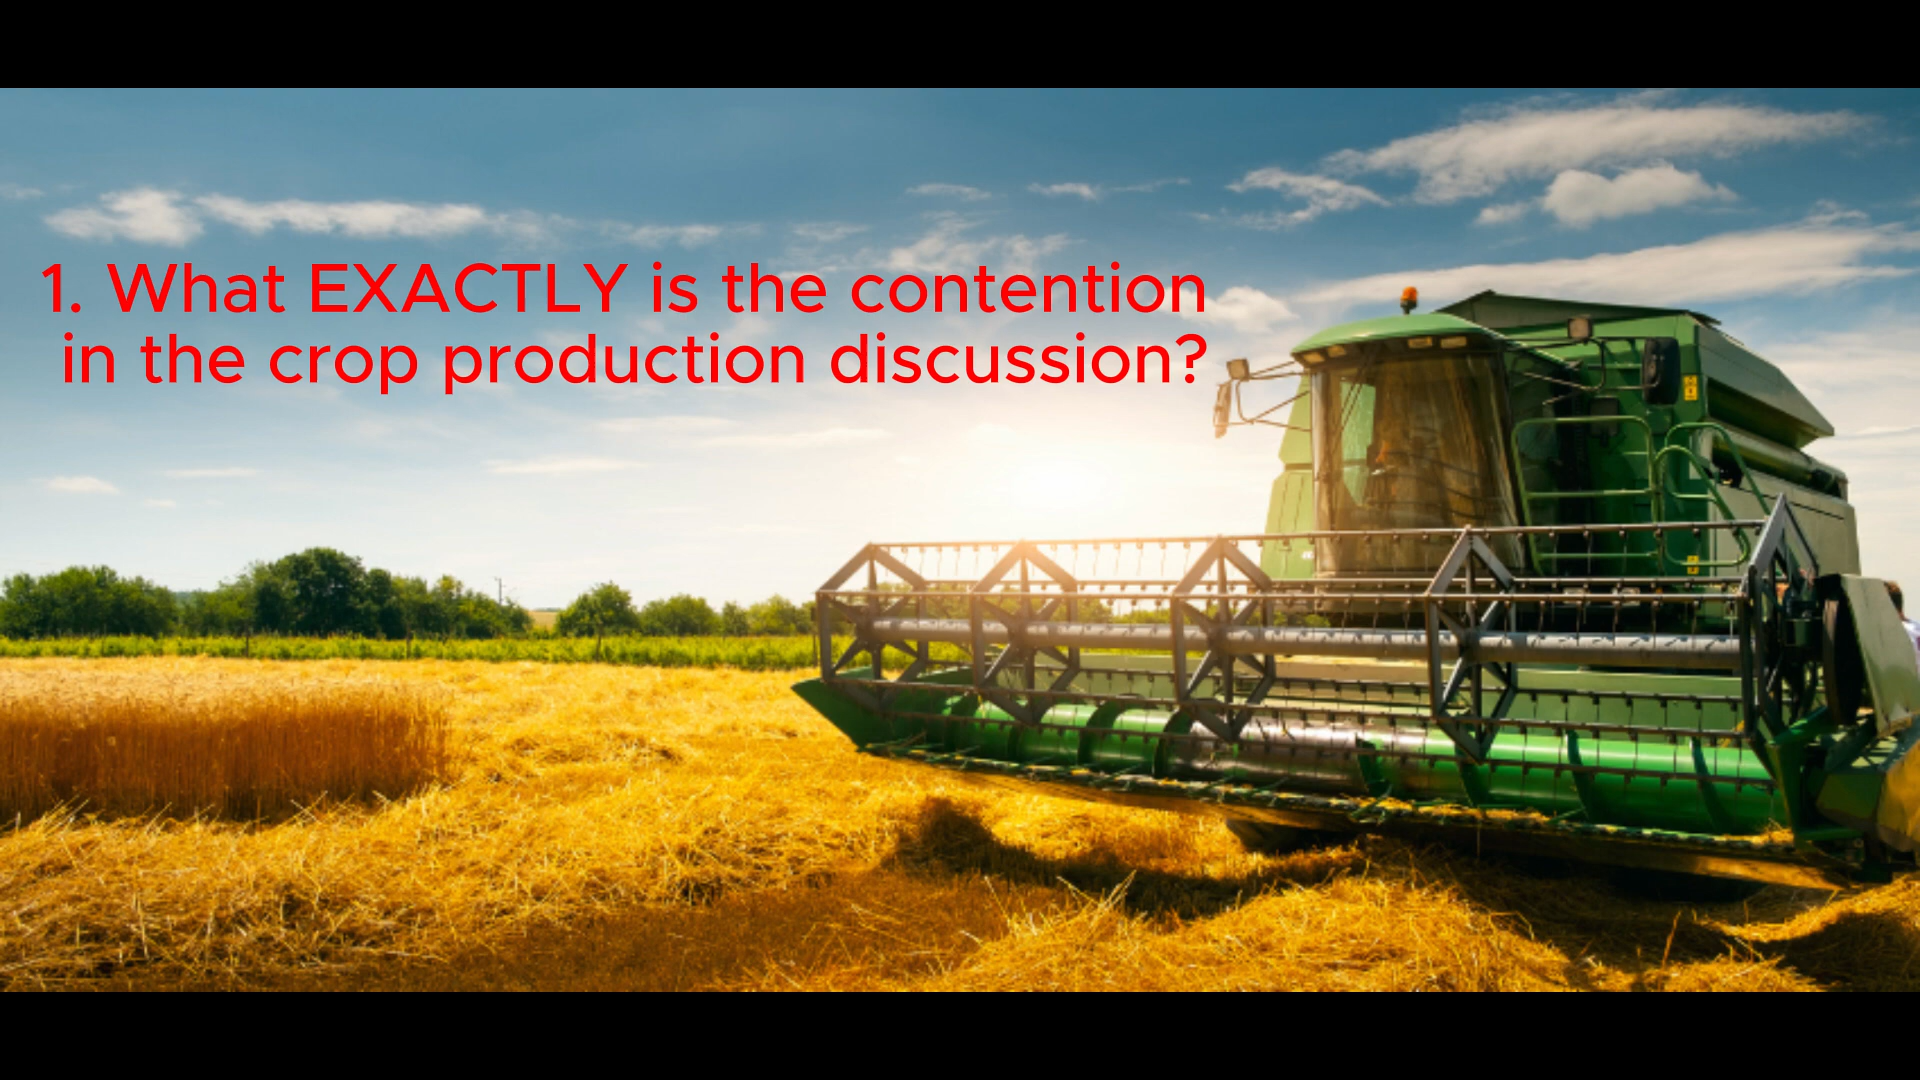 1. What EXACTLY is the contention
in the crop production discussion?